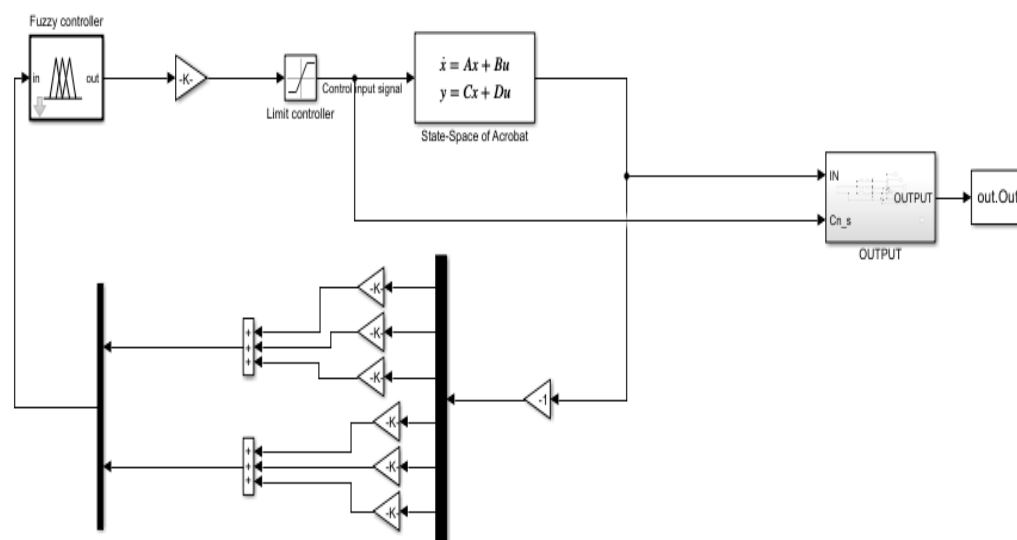 Fuzzy controller
in
out
-K-
Limit controller
Control input signal
ẋ = Ax + Bu
y = Cx + Du
State-Space of Acrobat
IN
OUTPUT
Cn_s
OUTPUT
out.Out
-K-
+
-K-
+
+
-K-
-1
-K-
+
+
-K-
+
-K-